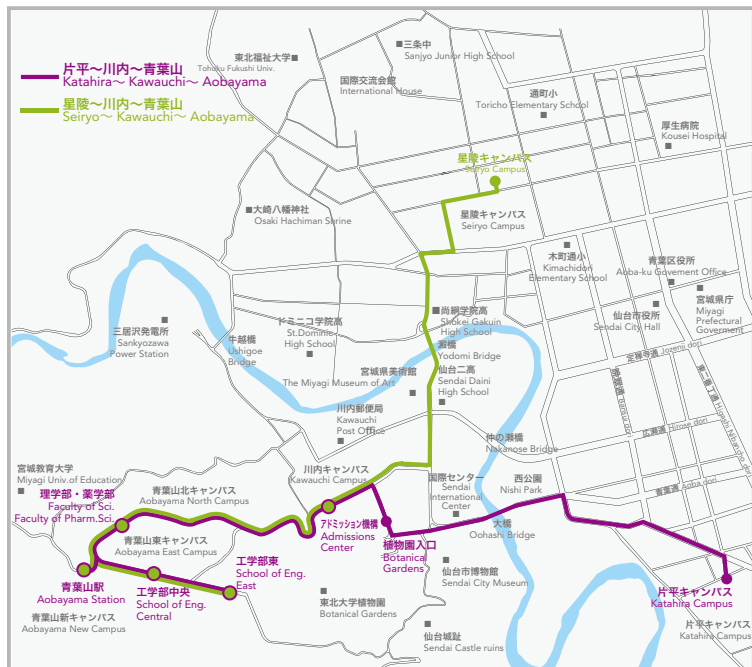 片平〜川内〜青葉山
Katahira〜 Kawauchi〜 Aobayama
星陵〜川内〜青葉山
Seiryo〜 Kawauchi〜 Aobayama
東北福祉大学
Tohoku Fukushi Univ.
三条中
Sanjyo Junior High School
国際交流会館
International House
通町小
Toricho Elementary School
厚生病院
Kousei Hospital
星陵キャンパス
Seiryo Campus
大崎八幡神社
Osaki Hachiman Shrine
星陵キャンパス
Seiryo Campus
木町通小
Kimachidori
Elementary School
青葉区役所
Aoba-ku Govement Office
宮城県庁
Miyagi
Prefectural
Goverment
仙台市役所
Sendai City Hall
三居沢発電所
Sankyozawa
Power Station
牛越橋
Ushigoe
Bridge
ドミニコ学院高
St.Dominic
High School
尚絅学院高
Shokei Gakuin
High School
澱橋
Yodomi Bridge
定禅寺通 Jozenji dori
宮城県美術館
The Miyagi Museum of Art
仙台二高
Sendai Daini
High School
川内郵便局
Kawauchi
Post Office
東二番丁通 Higashi Nibancho dori
広瀬通 Hirose dori
仲の瀬橋
Nakanose Bridge
宮城教育大学
Miyagi Univ.of Education
川内キャンパス
Kawauchi Campus
国際センター
Sendai
International
Center
西公園
Nishi Park
青葉通 Aoba dori
理学部・薬学部
Faculty of Sci.
Faculty of Pharm.Sci.
青葉山北キャンパス
Aobayama North Campus
青葉山東キャンパス
Aobayama East Campus
アドミッション機構
Admissions
Center
植物園入口
Botanical
Gardens
大橋
Oohashi Bridge
青葉山駅
Aobayama Station
工学部中央
School of Eng.
Central
工学部東
School of Eng.
East
仙台市博物館
Sendai City Museum
片平キャンパス
Katahira Campus
青葉山新キャンパス
Aobayama New Campus
東北大学植物園
Botanical Gardens
仙台城趾
Sendai Castle ruins
片平キャンパス
Katahira Campus